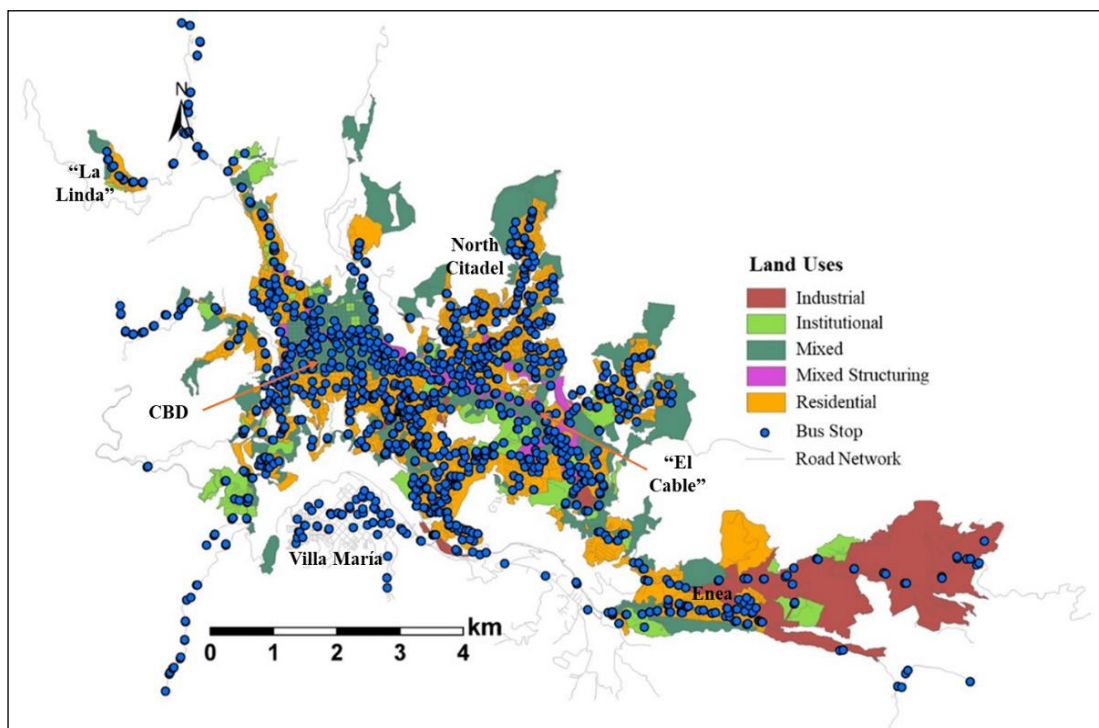 N
“La
Linda”
North
Citadel
CBD
“El
Cable”
Villa María
Enea
km
0 1 2 3 4
Land Uses
Industrial
Institutional
Mixed
Mixed Structuring
Residential
Bus Stop
Road Network